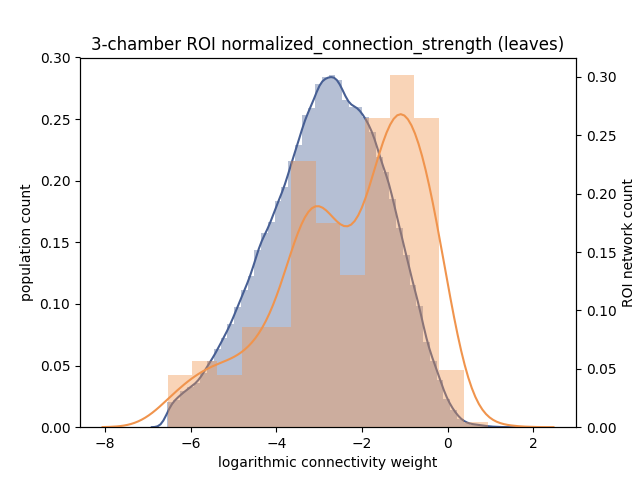 3-chamber ROI normalized_connection_strength (leaves)
0.30
0.25
0.20
0.15
0.10
0.05
0.00
population count
0.30
0.25
0.20
0.15
0.10
0.05
0.00
ROI network count
−8 −6 −4 −2 0 2
logarithmic connectivity weight